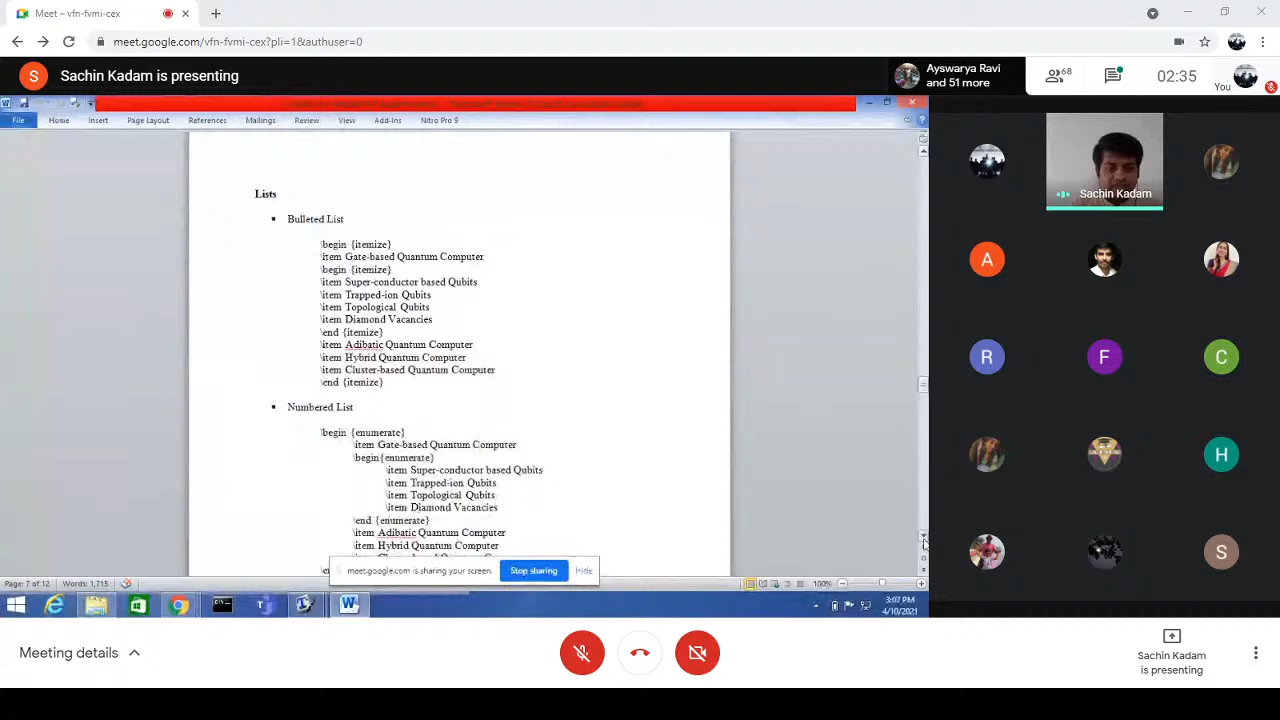 Meet – vfn-fvmi-cex
meet.google.com/vfn-fvmi-cex?pli=1&authuser=0
S
Sachin Kadam is presenting
Ayswarya Ravi
and 51 more
68
02:35
You
File
Home
Insert
Page Layout
References
Mailings
Review
View
Add-Ins
Nitro Pro 9
Lists
Bulleted List
\begin {itemize}
\item Gate-based Quantum Computer
\begin {itemize}
\item Super-conductor based Qubits
\item Trapped-ion Qubits
\item Topological Qubits
\item Diamond Vacancies
\end {itemize}
\item Adibatic Quantum Computer
\item Hybrid Quantum Computer
\item Cluster-based Quantum Computer
\end {itemize}
Numbered List
\begin {enumerate}
\item Gate-based Quantum Computer
\begin{enumerate}
\item Super-conductor based Qubits
\item Trapped-ion Qubits
\item Topological Qubits
\item Diamond Vacancies
\end {enumerate}
\item Adibatic Quantum Computer
\item Hybrid Quantum Computer
meet.google.com is sharing your screen.
Stop sharing
Hide
Page: 7 of 12
Words: 1,715
100%
3:07 PM
4/10/2021
Sachin Kadam
A
R
F
C
H
S
Meeting details
Sachin Kadam
is presenting